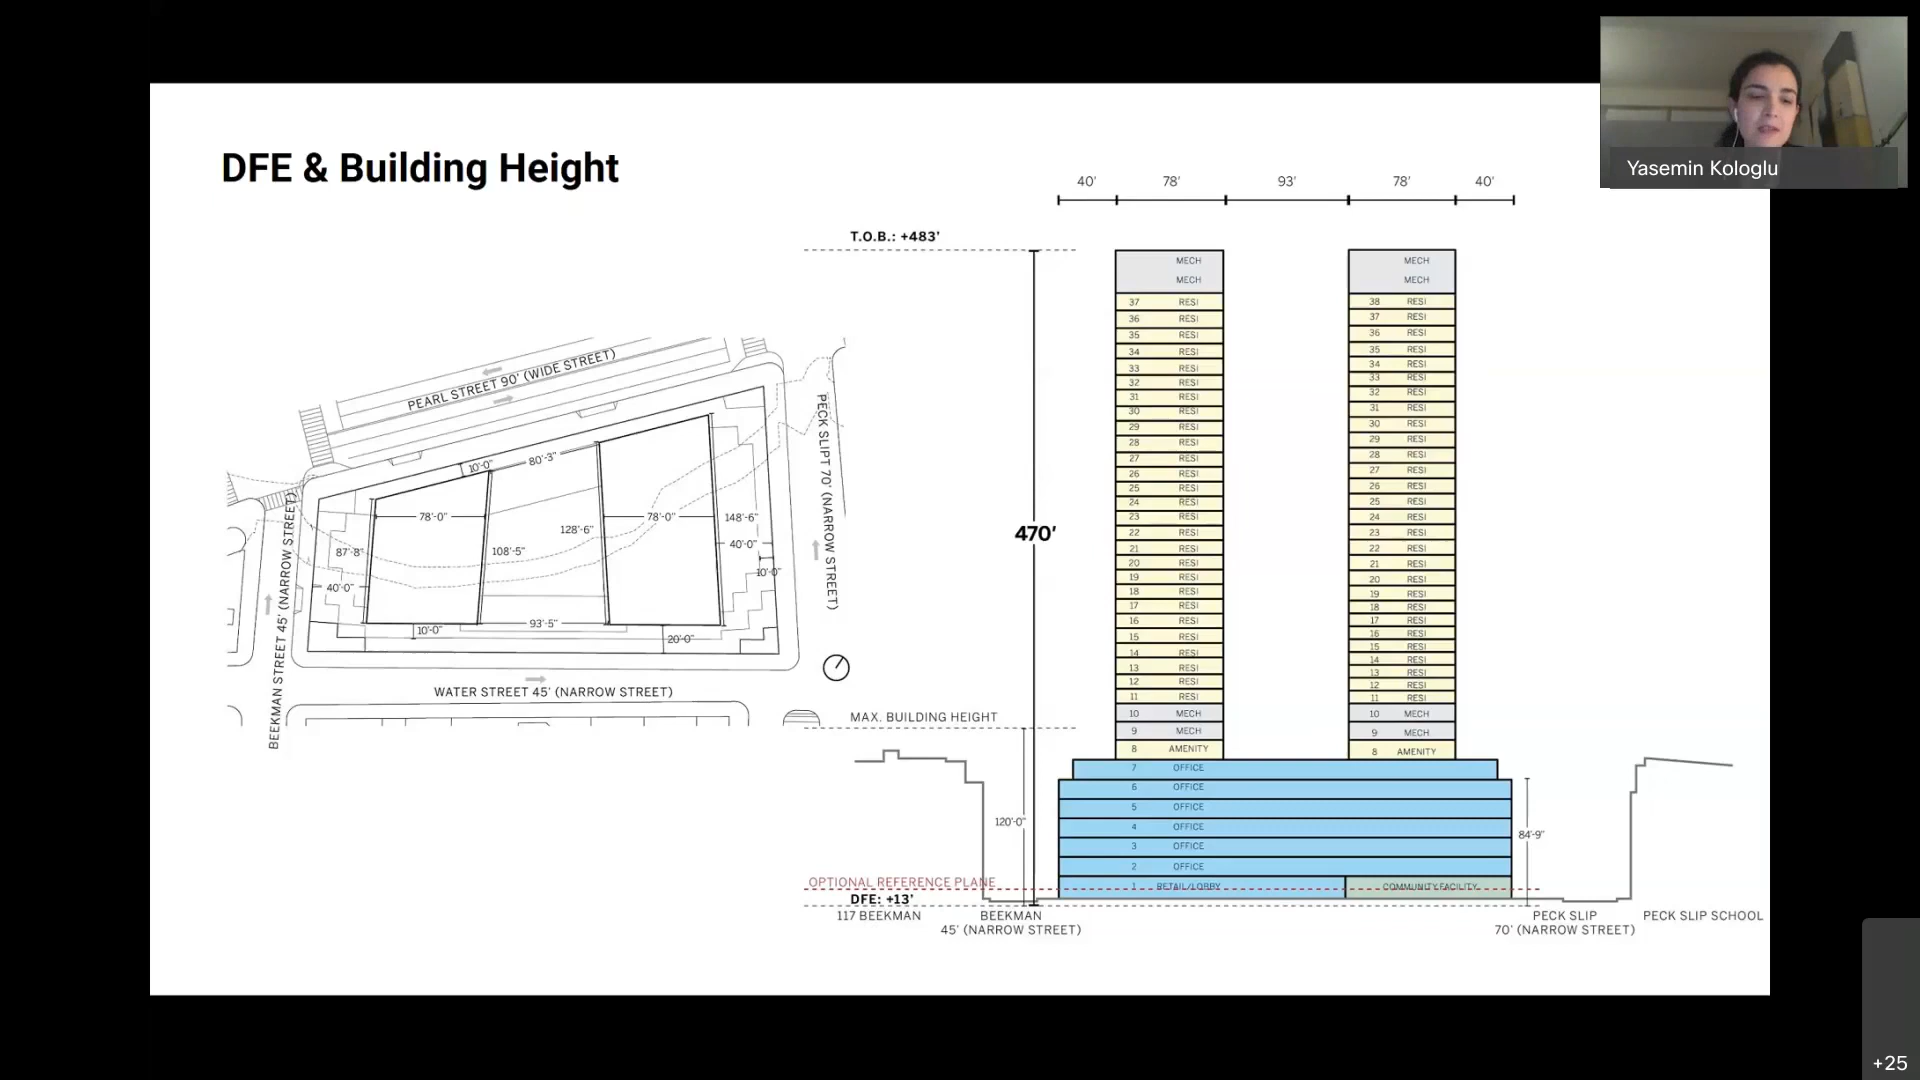 DFE & Building Height
Yasemin Kologlu
40' 78' 93' 78' 40'
T.O.B.: +483'
470'
MECH MECH
MECH MECH
37 RESI 38 RESI
36 RESI 37 RESI
35 RESI 36 RESI
34 RESI 35 RESI
33 RESI 34 RESI
32 RESI 33 RESI
31 RESI 32 RESI
30 RESI 31 RESI
29 RESI 30 RESI
28 RESI 29 RESI
27 RESI 28 RESI
26 RESI 27 RESI
25 RESI 26 RESI
24 RESI 25 RESI
23 RESI 24 RESI
22 RESI 23 RESI
21 RESI 22 RESI
20 RESI 21 RESI
19 RESI 20 RESI
18 RESI 19 RESI
17 RESI 18 RESI
16 RESI 17 RESI
15 RESI 16 RESI
14 RESI 15 RESI
13 RESI 14 RESI
12 RESI 13 RESI
11 RESI 12 RESI
11 RESI
10 MECH 10 MECH
9 MECH 9 MECH
8 AMENITY 8 AMENITY
7 OFFICE
6 OFFICE
5 OFFICE
4 OFFICE
3 OFFICE
2 OFFICE
1 RETAIL/LOBBY COMMUNITY FACILITY
MAX. BUILDING HEIGHT
120'-0"
84'-9"
OPTIONAL REFERENCE PLANE
DFE: +13'
117 BEEKMAN
BEEKMAN
45' (NARROW STREET)
PECK SLIP
70' (NARROW STREET)
PECK SLIP SCHOOL
PEARL STREET 90' (WIDE STREET)
PECK SLIPT 70' (NARROW STREET)
BEEKMAN STREET 45' (NARROW STREET)
WATER STREET 45' (NARROW STREET)
10'-0"
80'-3"
78'-0"
128'-6"
78'-0"
148'-6"
87'-8"
108'-5"
40'-0"
10'-0"
40'-0"
10'-0"
93'-5"
20'-0"
+25